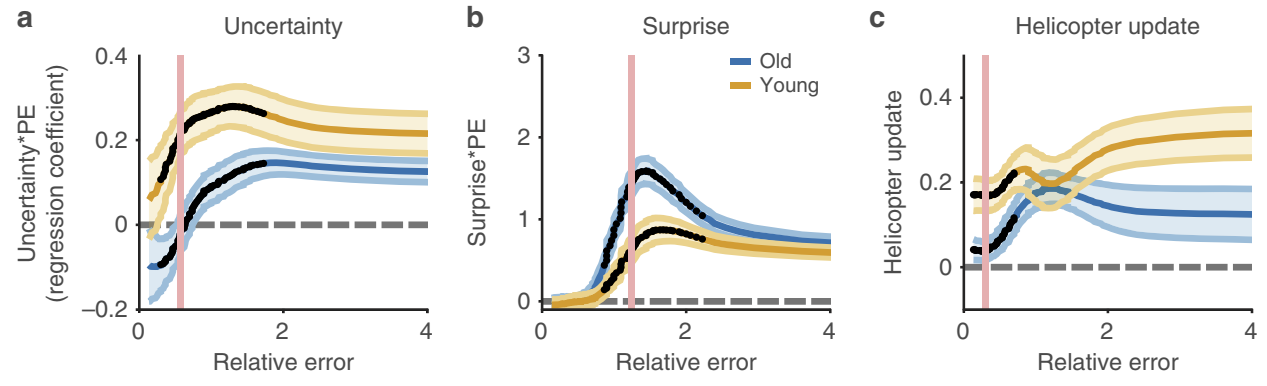 a
Uncertainty
Uncertainty*PE
(regression coefficient)
0.4
0.2
0
−0.2
0
2
4
Relative error
b
Surprise
Surprise*PE
3
2
1
0
Old
Young
0
2
4
Relative error
c
Helicopter update
Helicopter update
0.4
0.2
0
0
2
4
Relative error